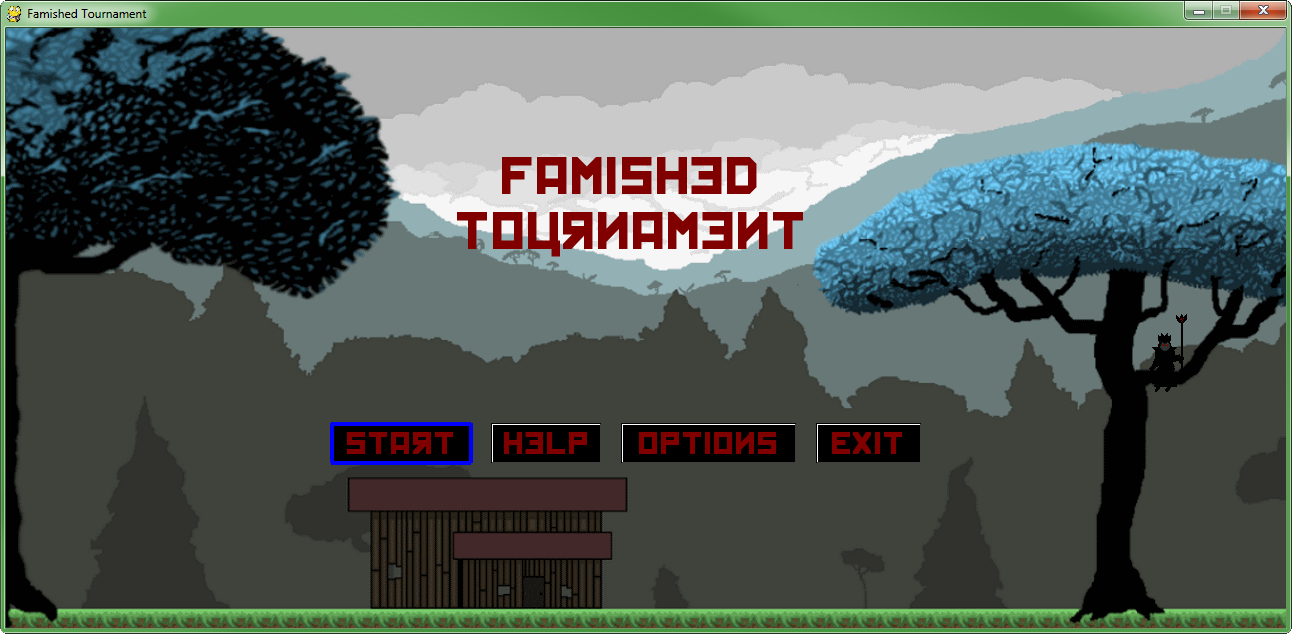 Famished Tournament
FAMISHED
TOURNAMENT
START
HELP
OPTIONS
EXIT